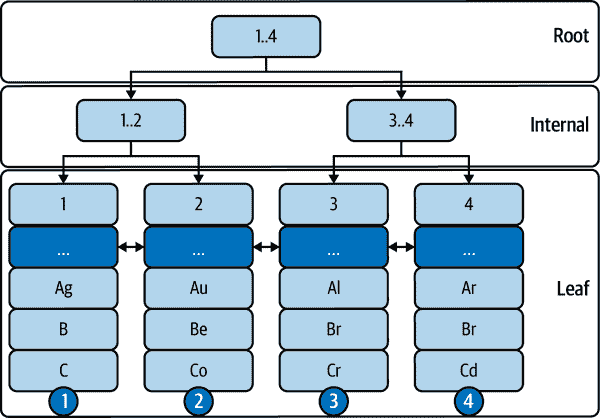 1..4
Root
1..2
3..4
Internal
1 2 3 4
... ... ... ...
Ag Au Al Ar
Leaf
B Be Br Br
C Co Cr Cd
1 2 3 4